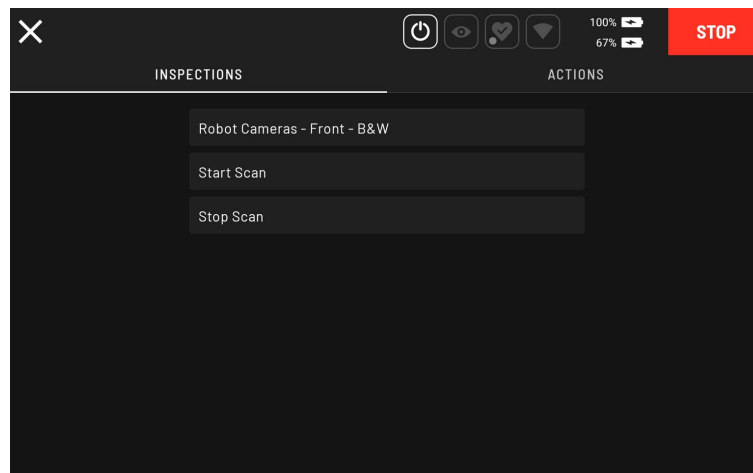 100%
67%
STOP
INSPECTIONS
ACTIONS
Robot Cameras - Front - B&W
Start Scan
Stop Scan